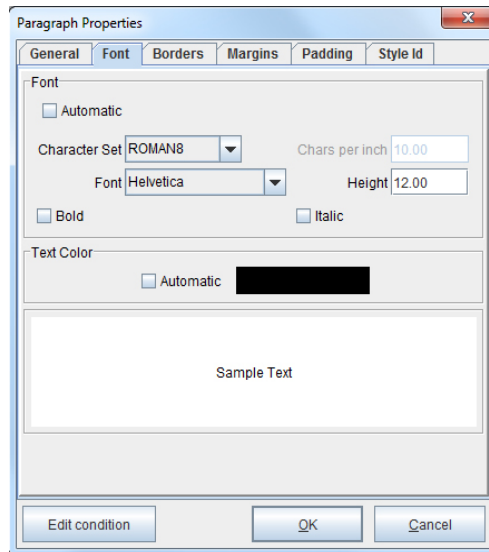 Paragraph Properties
x
General Font Borders Margins Padding Style Id
Font
Automatic
Character Set ROMAN8 Chars per inch 10.00
Font Helvetica Height 12.00
Bold Italic
Text Color
Automatic
Sample Text
Edit condition OK Cancel